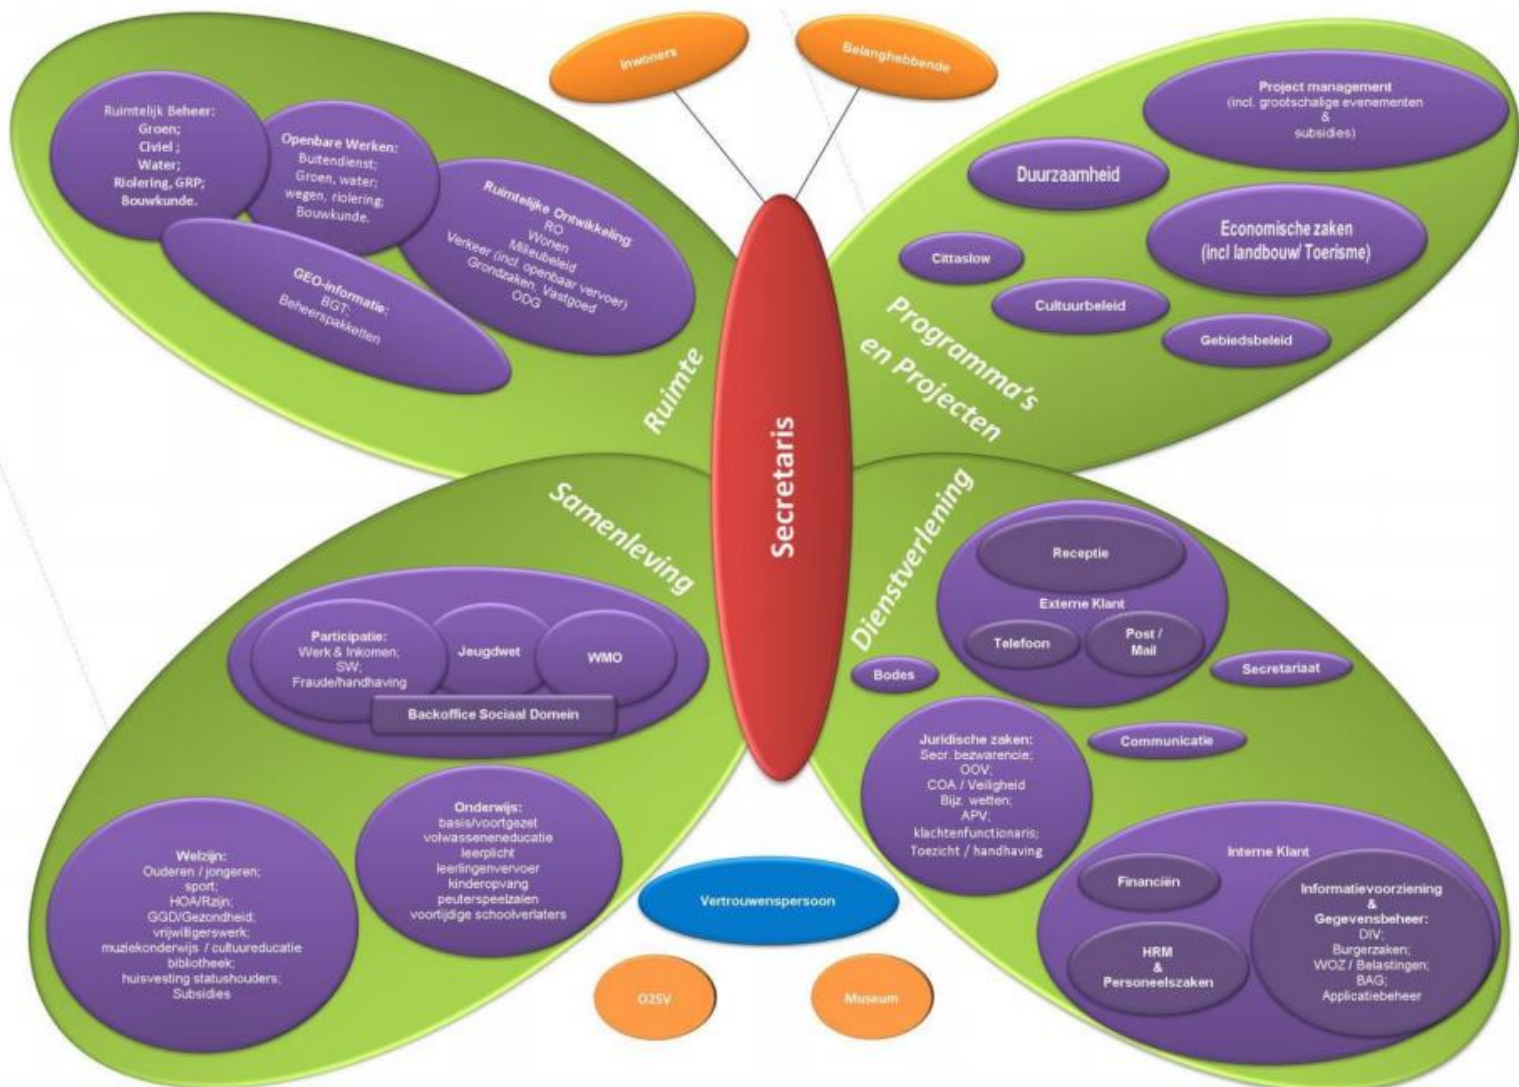 Inwoners
Belanghebbende
Ruimtelijk Beheer:
Groen;
Civiel ;
Water;
Riolering, GRP;
Bouwkunde.
Openbare Werken:
Buitendienst;
Groen, water;
wegen, riolering;
Bouwkunde.
Ruimtelijke Ontwikkeling:
RO
Wonen
Milieubeleid
Verkeer (incl. openbaar vervoer)
Grondzaken, Vastgoed
ODG
GEO-informatie:
BGT;
Beheerspakketten
Ruimte
Project management
(incl. grootschalige evenementen
&
subsidies)
Duurzaamheid
Economische zaken
(incl landbouw/ Toerisme)
Cittaslow
Cultuurbeleid
Gebiedsbeleid
Programma's
en Projecten
Secretaris
Samenleving
Participatie:
Werk & Inkomen;
SW;
Fraude/handhaving
Jeugdwet
WMO
Backoffice Sociaal Domein
Onderwijs:
basis/voortgezet
volwasseneneducatie
leerplicht
leerlingenvervoer
kinderopvang
peuterspeelzalen
voortijdige schoolverlaters
Welzijn:
Ouderen / jongeren;
sport;
HOA/Rzijn;
GGD/Gezondheid;
vrijwilligerswerk;
muziekonderwijs / cultuureducatie
bibliotheek;
huisvesting statushouders;
Subsidies
Dienstverlening
Receptie
Externe Klant
Telefoon
Post /
Mail
Bodes
Secretariaat
Communicatie
Juridische zaken:
Secr. bezwarencie;
OOV;
COA / Veiligheid
Bijz. wetten;
APV;
klachtenfunctionaris;
Toezicht / handhaving
Interne Klant
Financiën
HRM
&
Personeelszaken
Informatievoorziening
&
Gegevensbeheer:
DIV;
Burgerzaken;
WOZ / Belastingen;
BAG;
Applicatiebeheer
Vertrouwenspersoon
O2SV
Museum